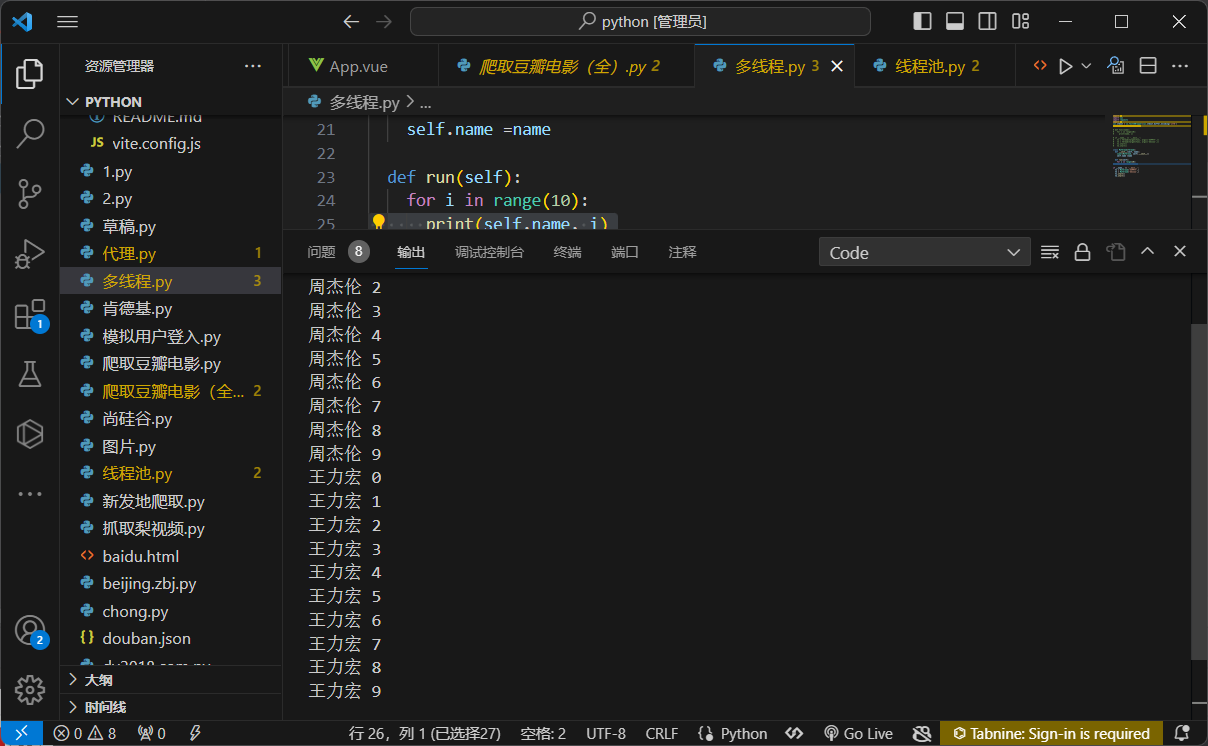 python [管理员]
资源管理器
App.vue
爬取豆瓣电影（全）.py 2
多线程.py 3
线程池.py 2
PYTHON
多线程.py > ...
README.md
JS vite.config.js
1.py
2.py
草稿.py
代理.py 1
多线程.py 3
肯德基.py
模拟用户登入.py
爬取豆瓣电影.py
爬取豆瓣电影（全... 2
尚硅谷.py
图片.py
线程池.py 2
新发地爬取.py
抓取梨视频.py
baidu.html
beijing.zbj.py
chong.py
douban.json
大纲
时间线
1
2
21 self.name =name
22
23 def run(self):
24 for i in range(10):
25 print(self.name, i)
问题 8 输出 调试控制台 终端 端口 注释
Code
周杰伦 2
周杰伦 3
周杰伦 4
周杰伦 5
周杰伦 6
周杰伦 7
周杰伦 8
周杰伦 9
王力宏 0
王力宏 1
王力宏 2
王力宏 3
王力宏 4
王力宏 5
王力宏 6
王力宏 7
王力宏 8
王力宏 9
0 8 0 行 26，列 1 (已选择27) 空格: 2 UTF-8 CRLF {} Python Go Live Tabnine: Sign-in is required